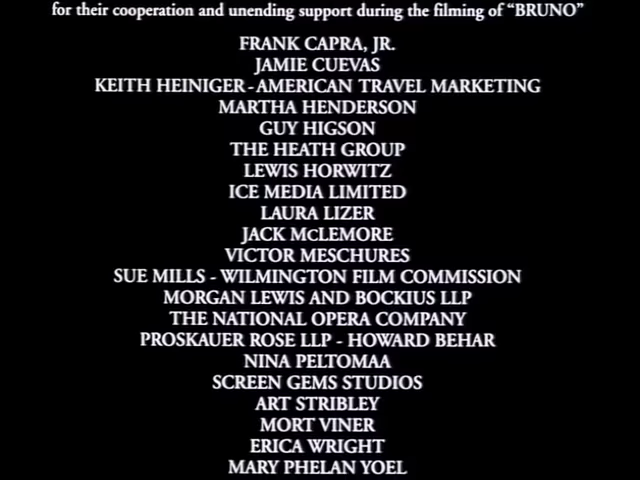 for their cooperation and unending support during the filming of “BRUNO”
FRANK CAPRA, JR.
JAMIE CUEVAS
KEITH HEINIGER - AMERICAN TRAVEL MARKETING
MARTHA HENDERSON
GUY HIGSON
THE HEATH GROUP
LEWIS HORWITZ
ICE MEDIA LIMITED
LAURA LIZER
JACK McLEMORE
VICTOR MESCHURES
SUE MILLS - WILMINGTON FILM COMMISSION
MORGAN LEWIS AND BOCKIUS LLP
THE NATIONAL OPERA COMPANY
PROSKAUER ROSE LLP - HOWARD BEHAR
NINA PELTOMAA
SCREEN GEMS STUDIOS
ART STRIBLEY
MORT VINER
ERICA WRIGHT
MARY PHELAN YOEL